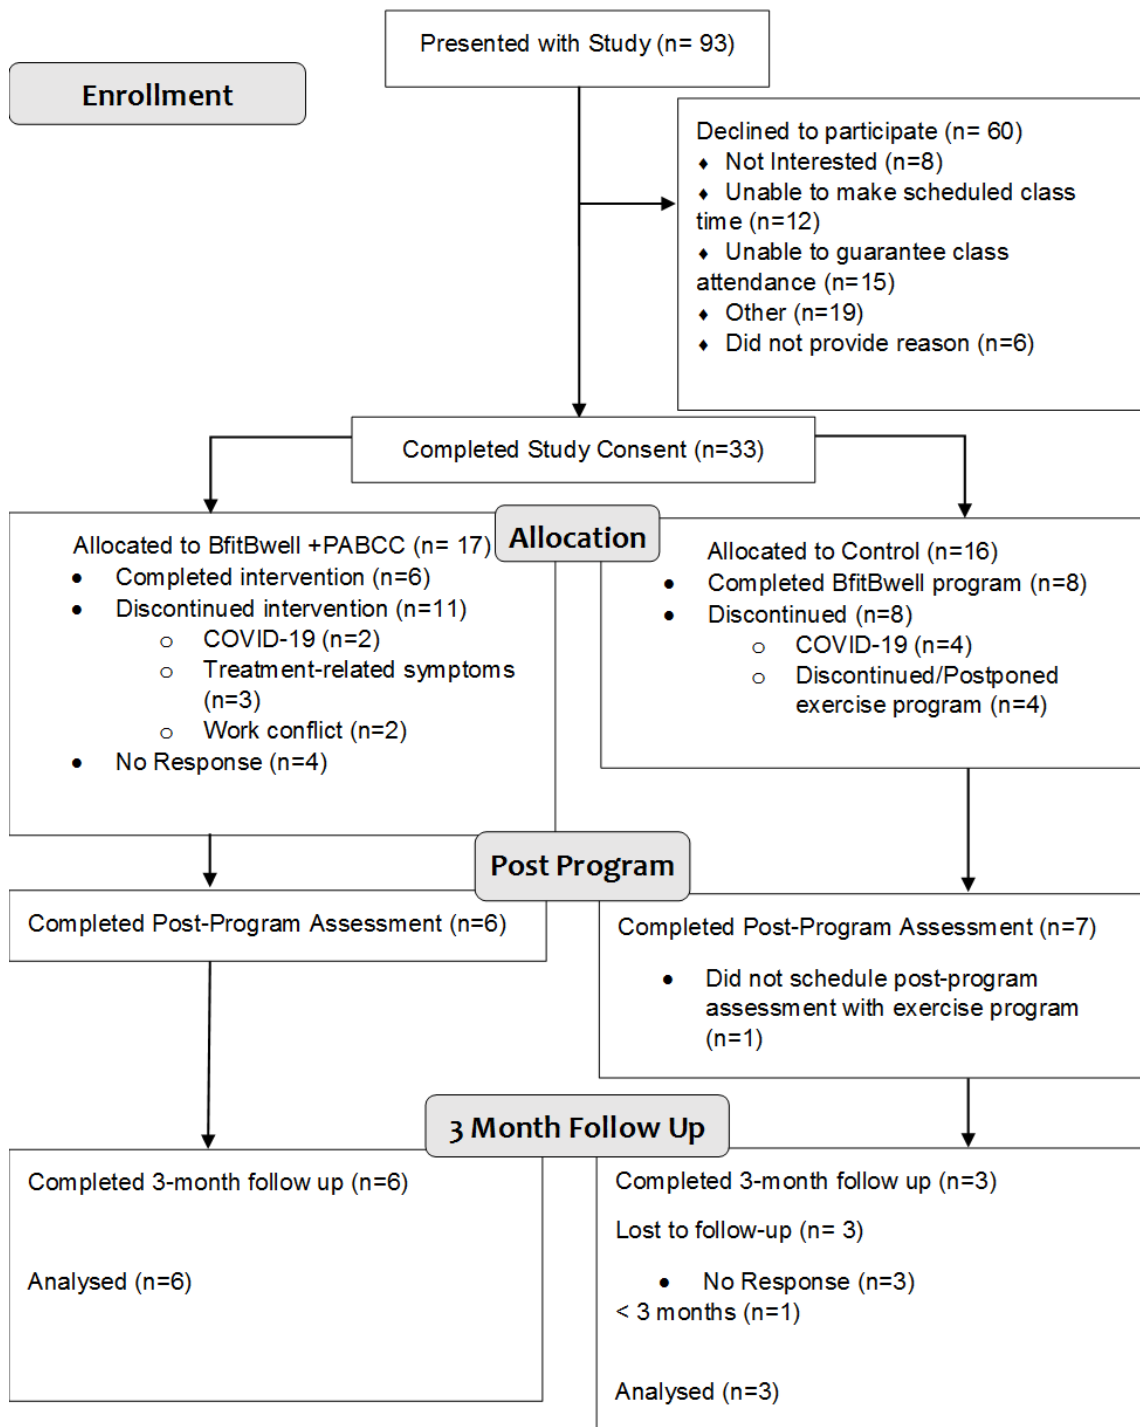 Presented with Study (n= 93)
Enrollment
Declined to participate (n= 60)
♦ Not Interested (n=8)
♦ Unable to make scheduled class
time (n=12)
♦ Unable to guarantee class
attendance (n=15)
♦ Other (n=19)
♦ Did not provide reason (n=6)
Completed Study Consent (n=33)
Allocation
Allocated to BfitBwell +PABCC (n= 17)
• Completed intervention (n=6)
• Discontinued intervention (n=11)
o COVID-19 (n=2)
o Treatment-related symptoms
(n=3)
o Work conflict (n=2)
• No Response (n=4)
Allocated to Control (n=16)
• Completed BfitBwell program (n=8)
• Discontinued (n=8)
o COVID-19 (n=4)
o Discontinued/Postponed
exercise program (n=4)
Post Program
Completed Post-Program Assessment (n=6)
Completed Post-Program Assessment (n=7)
• Did not schedule post-program
assessment with exercise program
(n=1)
3 Month Follow Up
Completed 3-month follow up (n=6)
Analysed (n=6)
Completed 3-month follow up (n=3)
Lost to follow-up (n= 3)
• No Response (n=3)
< 3 months (n=1)
Analysed (n=3)